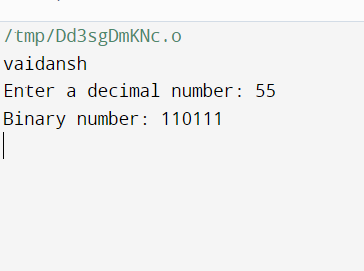 /tmp/Dd3sgDmKNc.o
vaidansh
Enter a decimal number: 55
Binary number: 110111